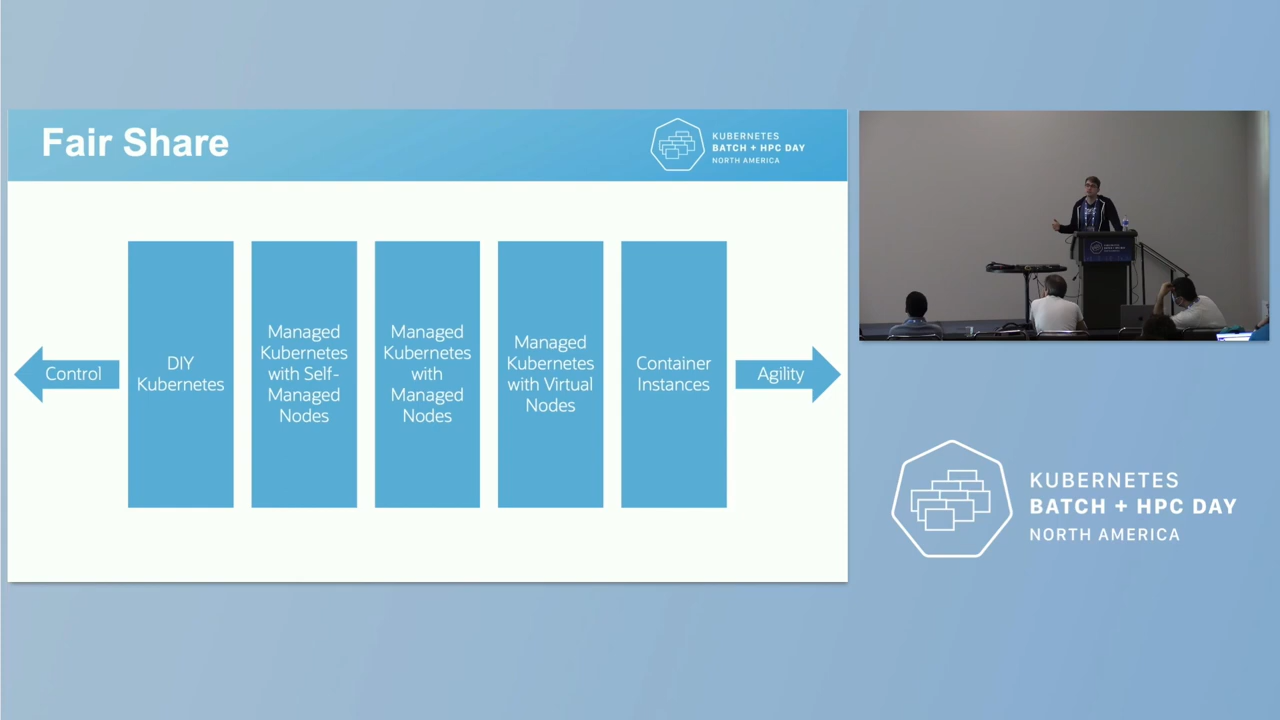 Fair Share
KUBERNETES
BATCH + HPC DAY
NORTH AMERICA
Control
DIY
Kubernetes
Managed
Kubernetes
with Self-
Managed
Nodes
Managed
Kubernetes
with
Managed
Nodes
Managed
Kubernetes
with Virtual
Nodes
Container
Instances
Agility
KUBERNETES
BATCH + HPC DAY
NORTH AMERICA